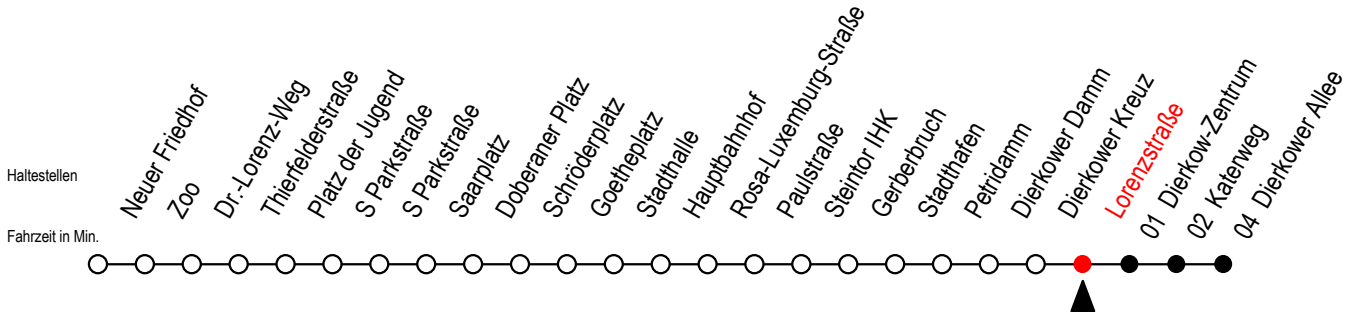 Haltestellen
Neuer Friedhof
Zoo
Dr.-Lorenz-Weg
Thierfelderstraße
Platz der Jugend
S Parkstraße
S Parkstraße
Saarplatz
Doberaner Platz
Schröderplatz
Goetheplatz
Stadthalle
Hauptbahnhof
Rosa-Luxemburg-Straße
Paulstraße
Steintor IHK
Gerberbruch
Stadthafen
Petridamm
Dierkower Damm
Dierkower Kreuz
Lorenzstraße
01 Dierkow-Zentrum
02 Katerweg
04 Dierkower Allee
Fahrzeit in Min.